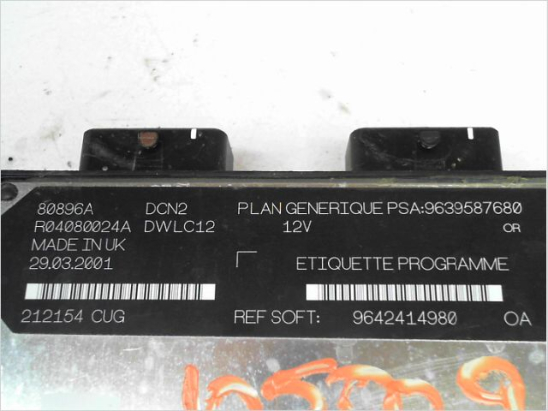 80896A DCN2 PLAN GENERIQUE PSA:9639587680
R04080024A DWLC12 12V OR
MADE IN UK
29.03.2001 ETIQUETTE PROGRAMME
212154 CUG REF SOFT: 9642414980 OA